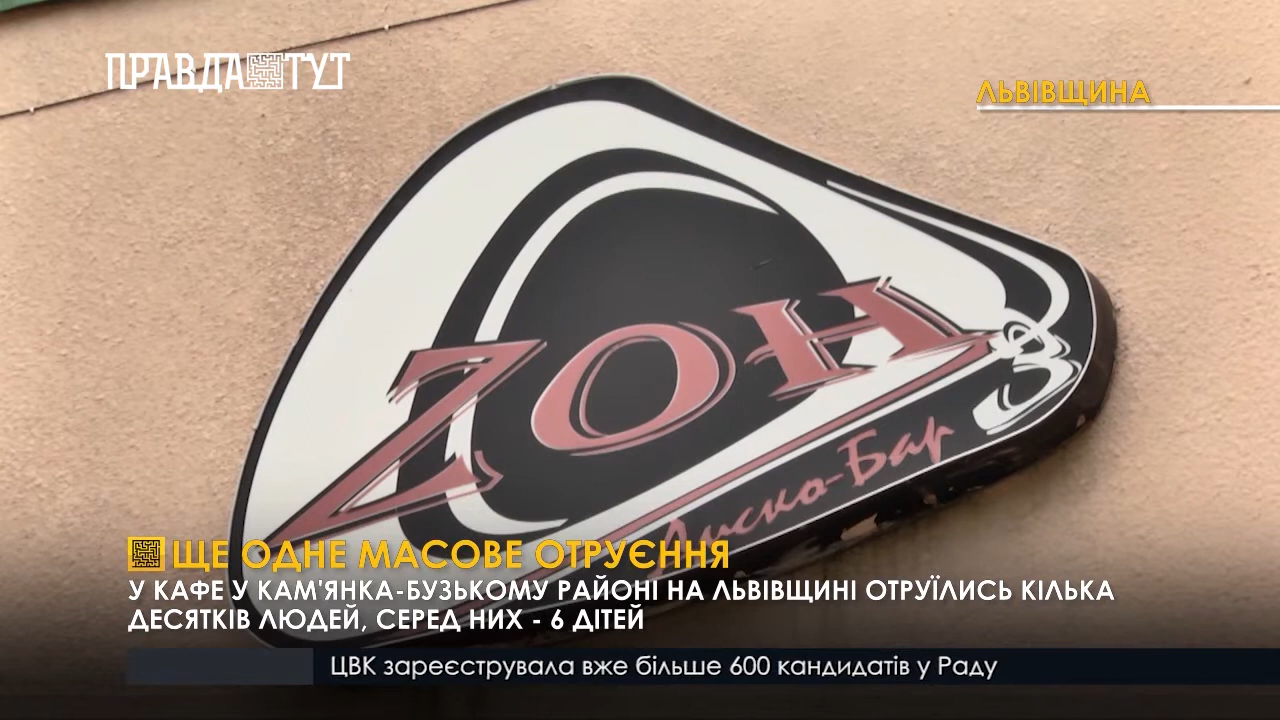 ПРАВДА ТУТ
ЛЬВІВЩИНА
ZOH
Диско-Бар
ЩЕ ОДНЕ МАСОВЕ ОТРУЄННЯ
У КАФЕ У КАМ'ЯНКА-БУЗЬКОМУ РАЙОНІ НА ЛЬВІВЩИНІ ОТРУЇЛИСЬ КІЛЬКА
ДЕСЯТКІВ ЛЮДЕЙ, СЕРЕД НИХ - 6 ДІТЕЙ
ЦВК зареєструвала вже більше 600 кандидатів у Раду